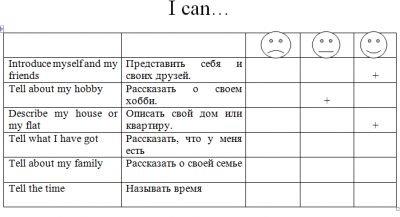 I can…
Introduce myself and my friends
Представить себя и своих друзей.
+
Tell about my hobby
Рассказать о своем хобби.
+
Describe my house or my flat
Описать свой дом или квартиру.
+
Tell what I have got
Рассказать, что у меня есть
Tell about my family
Рассказать о своей семье
Tell the time
Называть время